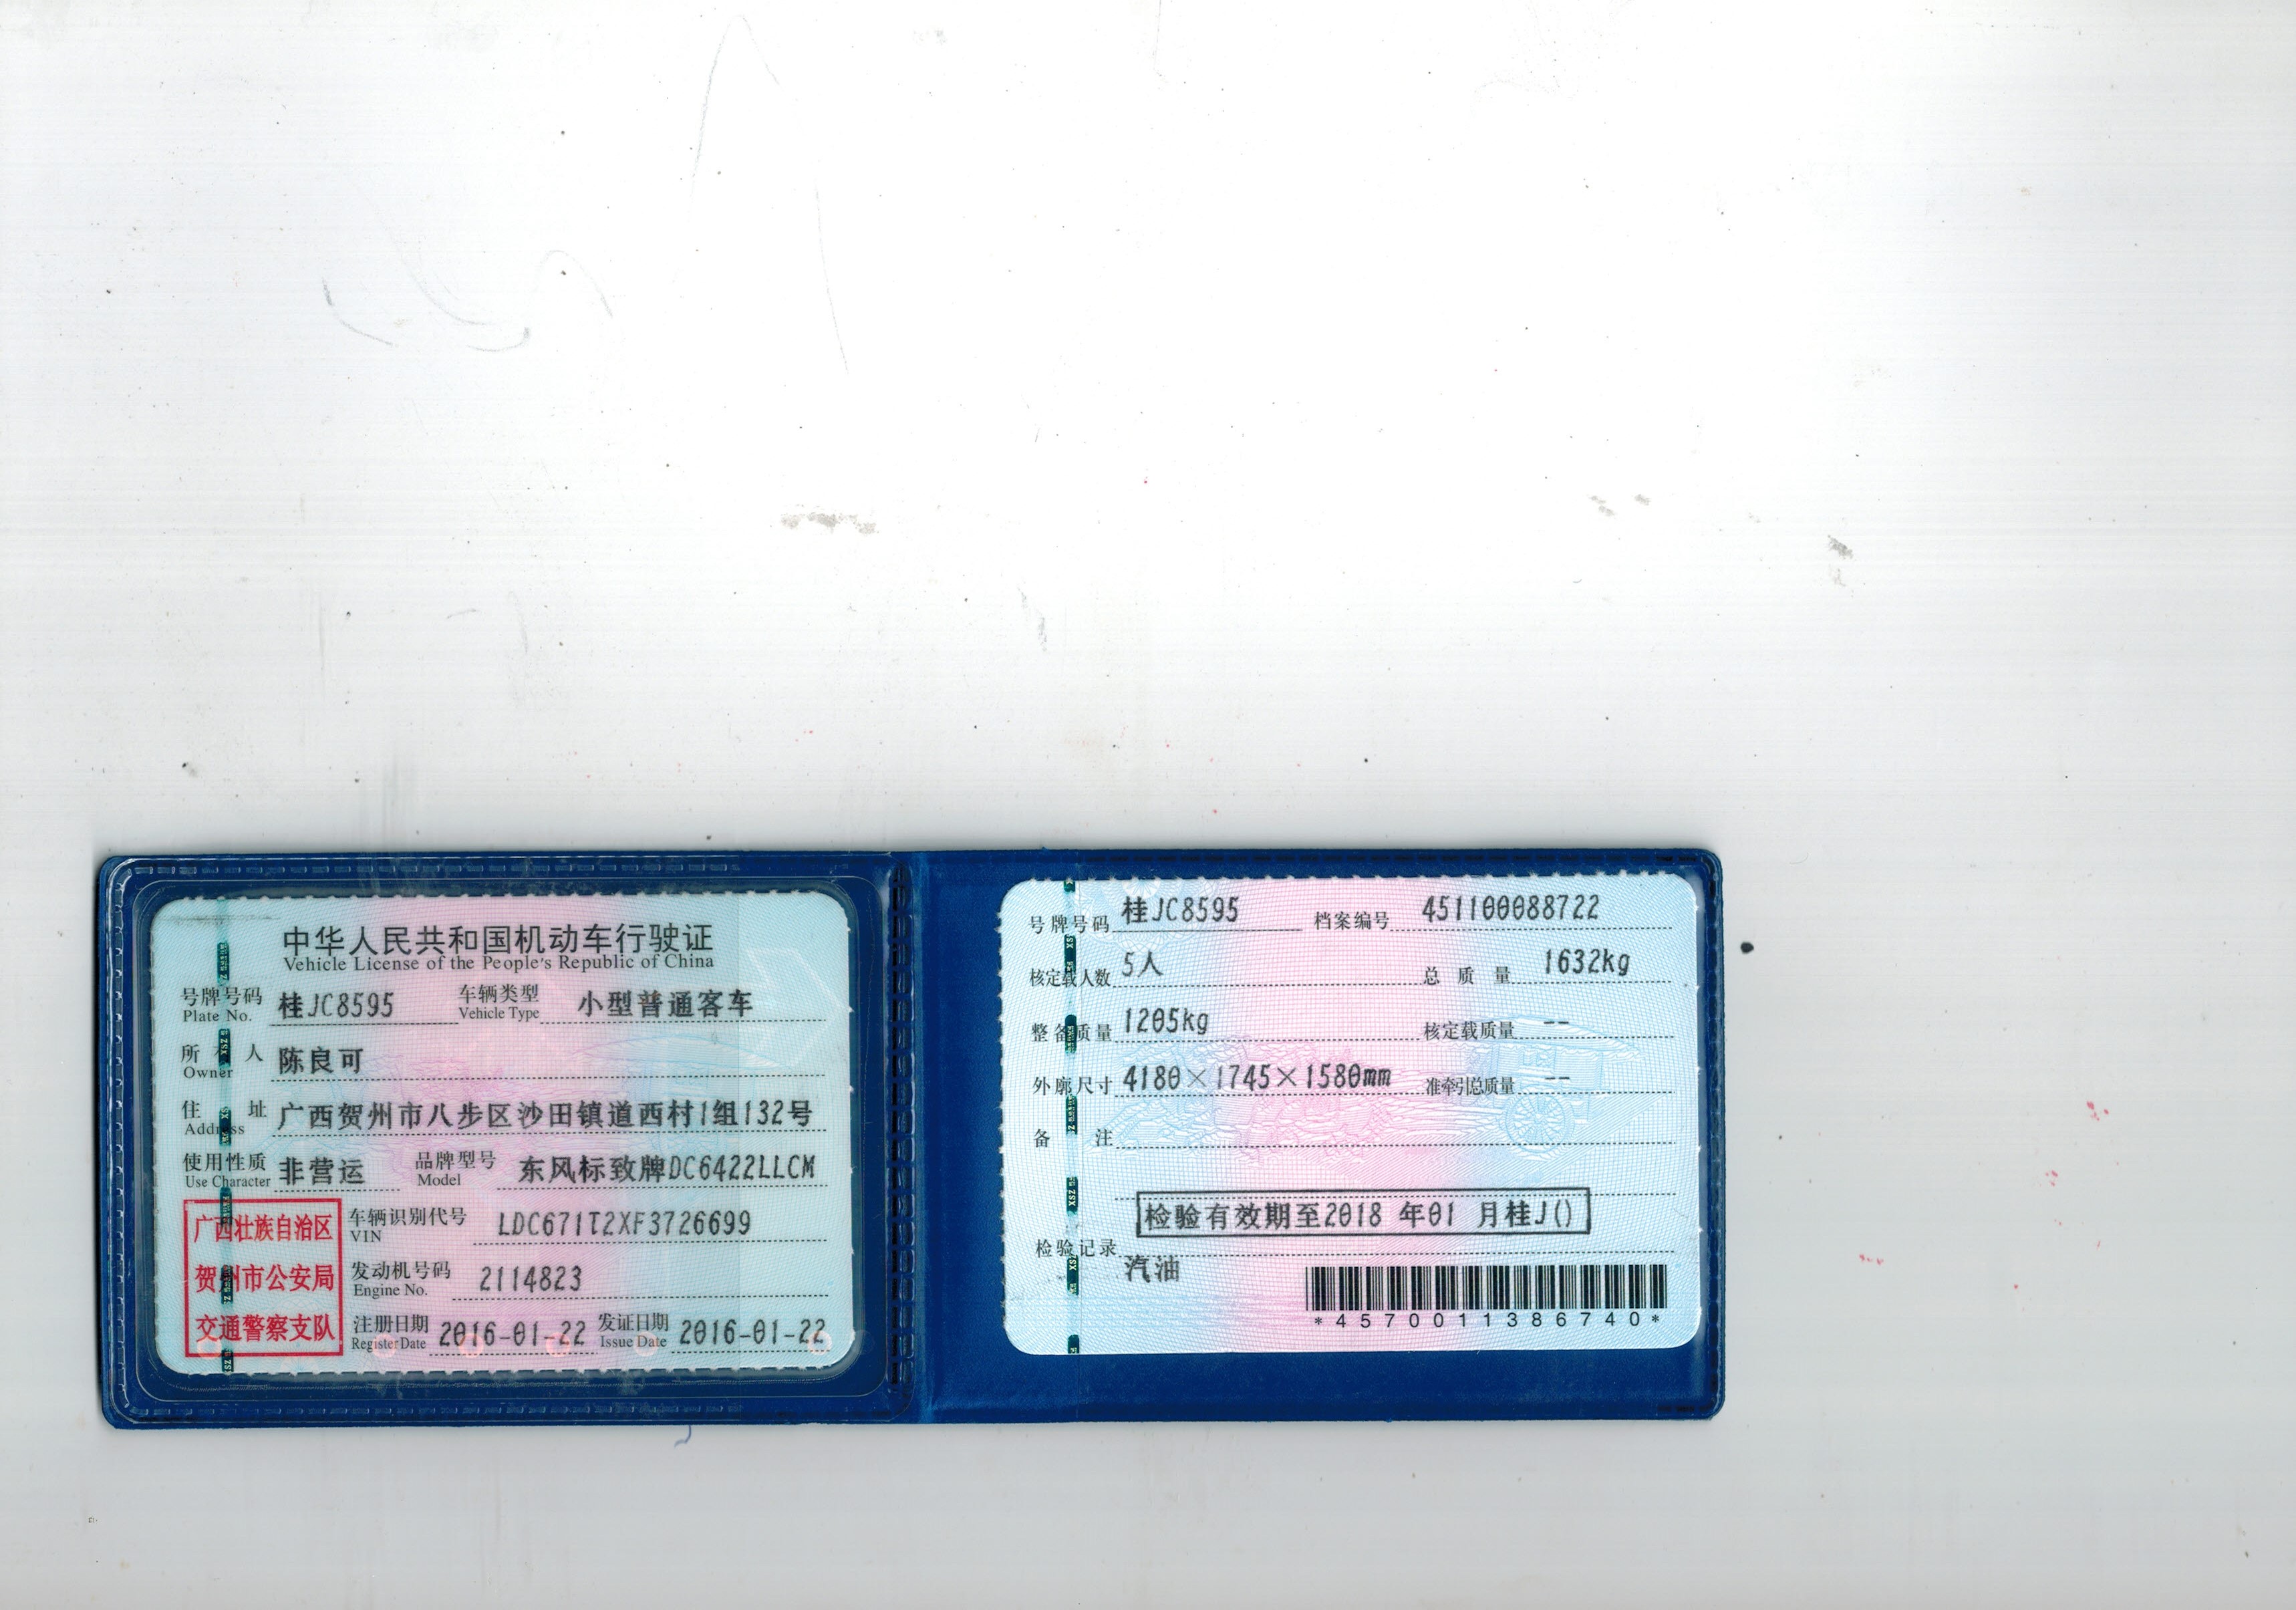 中华人民共和国机动车行驶证
Vehicle License of the People's Republic of China
号牌号码 桂JC8595 车辆类型 小型普通客车
Plate No. Vehicle Type
所 人 陈良可
Owner
住 址 广西贺州市八步区沙田镇道西村1组132号
Address
使用性质 非营运 品牌型号 东风标致牌DC6422LLCM
Use Character Model
广西壮族自治区
贺州市公安局
交通警察支队
车辆识别代号 LDC671T2XF3726699
VIN
发动机号码 2114823
Engine No.
注册日期 2016-01-22 发证日期 2016-01-22
Register Date Issue Date
号牌号码 桂JC8595 档案编号 451100088722
核定载人数 5人 总质量 1632kg
整备质量 1205kg 核定载质量 --
外廓尺寸 4180×1745×1580mm 准牵引总质量 --
备 注
检验有效期至2018 年01 月桂J()
检验记录
汽油
*4570011386740*